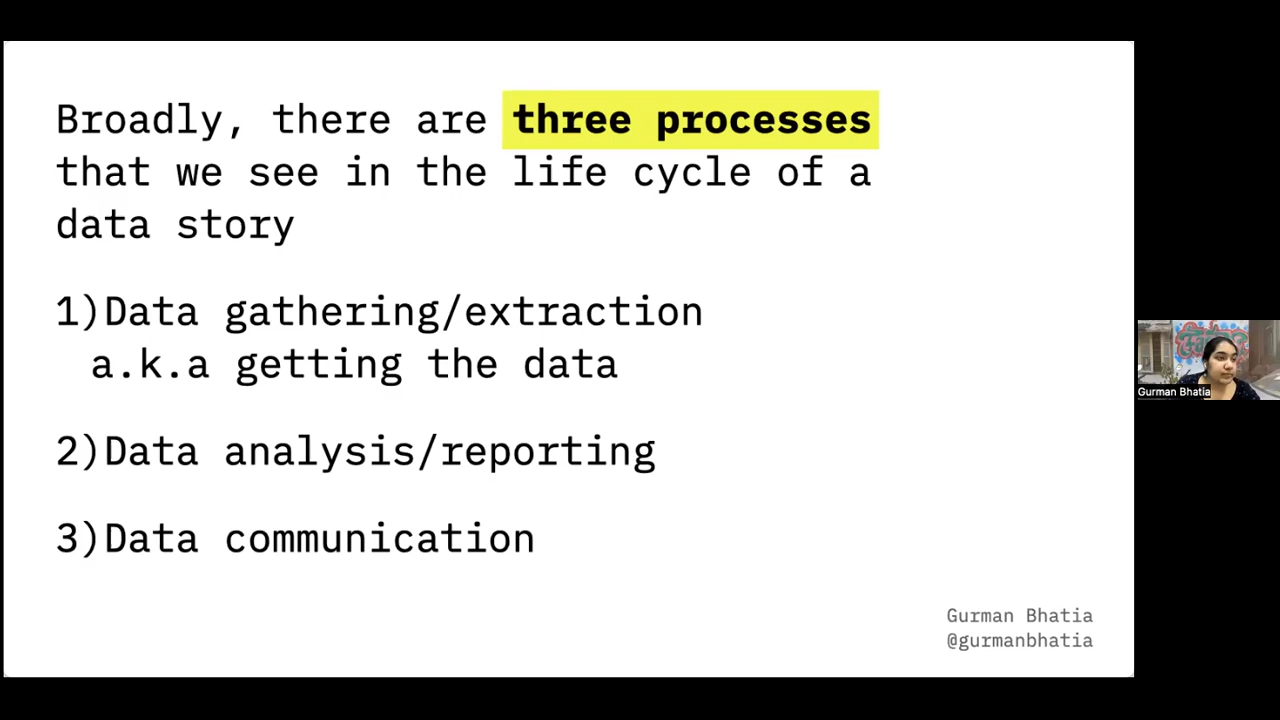 Broadly, there are three processes
that we see in the life cycle of a
data story
1)Data gathering/extraction
a.k.a getting the data
2)Data analysis/reporting
3)Data communication
Gurman Bhatia
@gurmanbhatia
Gurman Bhatia